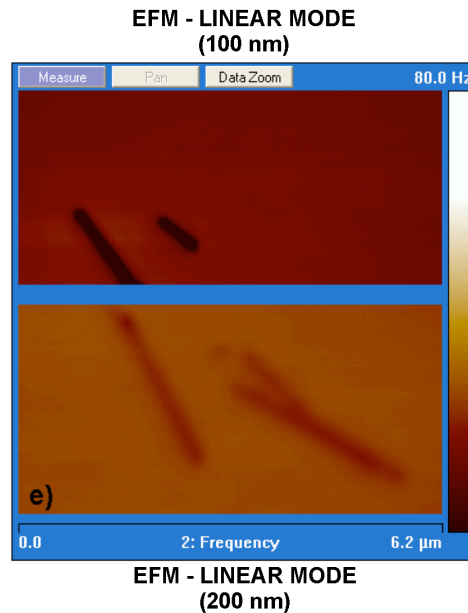 EFM - LINEAR MODE
(100 nm)
Measure Pan Data Zoom 80.0 Hz
e)
0.0 2: Frequency 6.2 µm
EFM - LINEAR MODE
(200 nm)